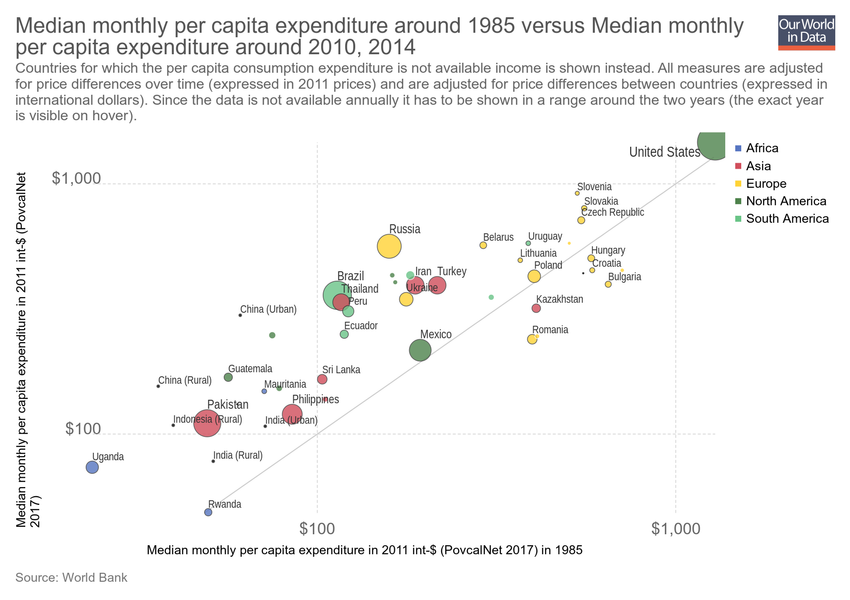 Median monthly per capita expenditure around 1985 versus Median monthly
per capita expenditure around 2010, 2014
Our World
in Data
Countries for which the per capita consumption expenditure is not available income is shown instead. All measures are adjusted
for price differences over time (expressed in 2011 prices) and are adjusted for price differences between countries (expressed in
international dollars). Since the data is not available annually it has to be shown in a range around the two years (the exact year
is visible on hover).
Median monthly per capita expenditure in 2011 int-$ (PovcalNet
2017)
$1,000
$100
United States
Africa
Asia
Europe
North America
South America
Slovenia
Slovakia
Czech Republic
Russia
Belarus
Uruguay
Lithuania
Hungary
Poland
Croatia
Bulgaria
Brazil
Iran
Turkey
Thailand
Ukraine
Peru
Kazakhstan
China (Urban)
Ecuador
Mexico
Romania
Guatemala
Sri Lanka
China (Rural)
Mauritania
Pakistan
Philippines
Indonesia (Rural)
India (Urban)
Uganda
India (Rural)
Rwanda
$100
$1,000
Median monthly per capita expenditure in 2011 int-$ (PovcalNet 2017) in 1985
Source: World Bank